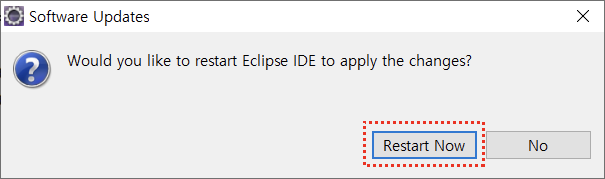 Software Updates
Would you like to restart Eclipse IDE to apply the changes?
Restart Now
No